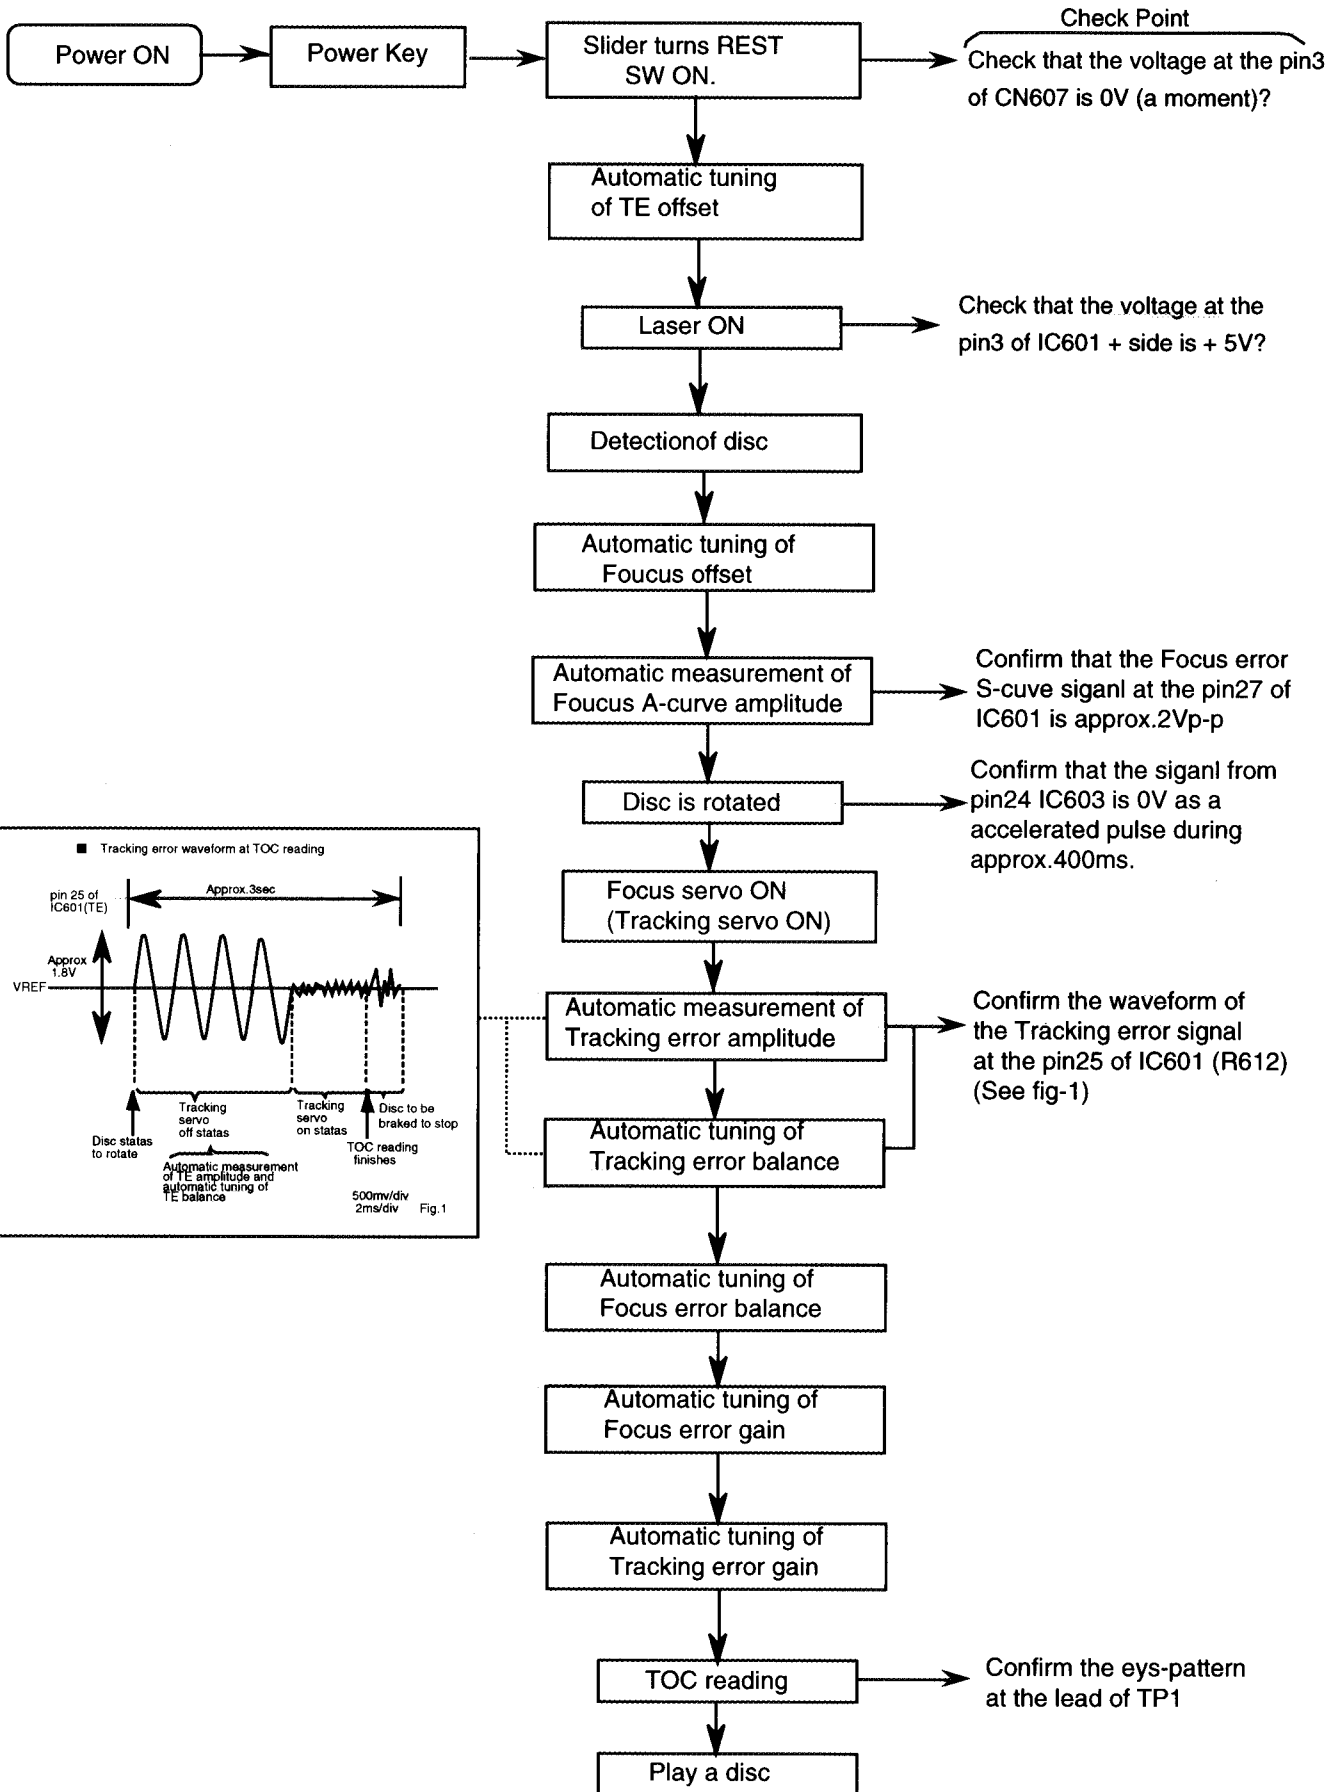 Power ON
Power Key
Slider turns REST
SW ON.
Check Point
Check that the voltage at the pin3
of CN607 is 0V (a moment)?
Automatic tuning
of TE offset
Laser ON
Check that the voltage at the
pin3 of IC601 + side is + 5V?
Detectionof disc
Automatic tuning of
Foucus offset
Automatic measurement of
Foucus A-curve amplitude
Confirm that the Focus error
S-cuve siganl at the pin27 of
IC601 is approx.2Vp-p
Disc is rotated
Confirm that the siganl from
pin24 IC603 is 0V as a
accelerated pulse during
approx.400ms.
Focus servo ON
(Tracking servo ON)
■ Tracking error waveform at TOC reading
pin 25 of
IC601(TE)
Approx.3sec
Approx
1.8V
VREF
Disc statas
to rotate
Tracking
servo
off statas
Tracking
servo
on statas
Disc to be
braked to stop
TOC reading
finishes
Automatic measurement
of TE amplitude and
automatic tuning of
TE balance
500mv/div
2ms/div
Fig.1
Automatic measurement of
Tracking error amplitude
Confirm the waveform of
the Tracking error signal
at the pin25 of IC601 (R612)
(See fig-1)
Automatic tuning of
Tracking error balance
Automatic tuning of
Focus error balance
Automatic tuning of
Focus error gain
Automatic tuning of
Tracking error gain
TOC reading
Confirm the eys-pattern
at the lead of TP1
Play a disc